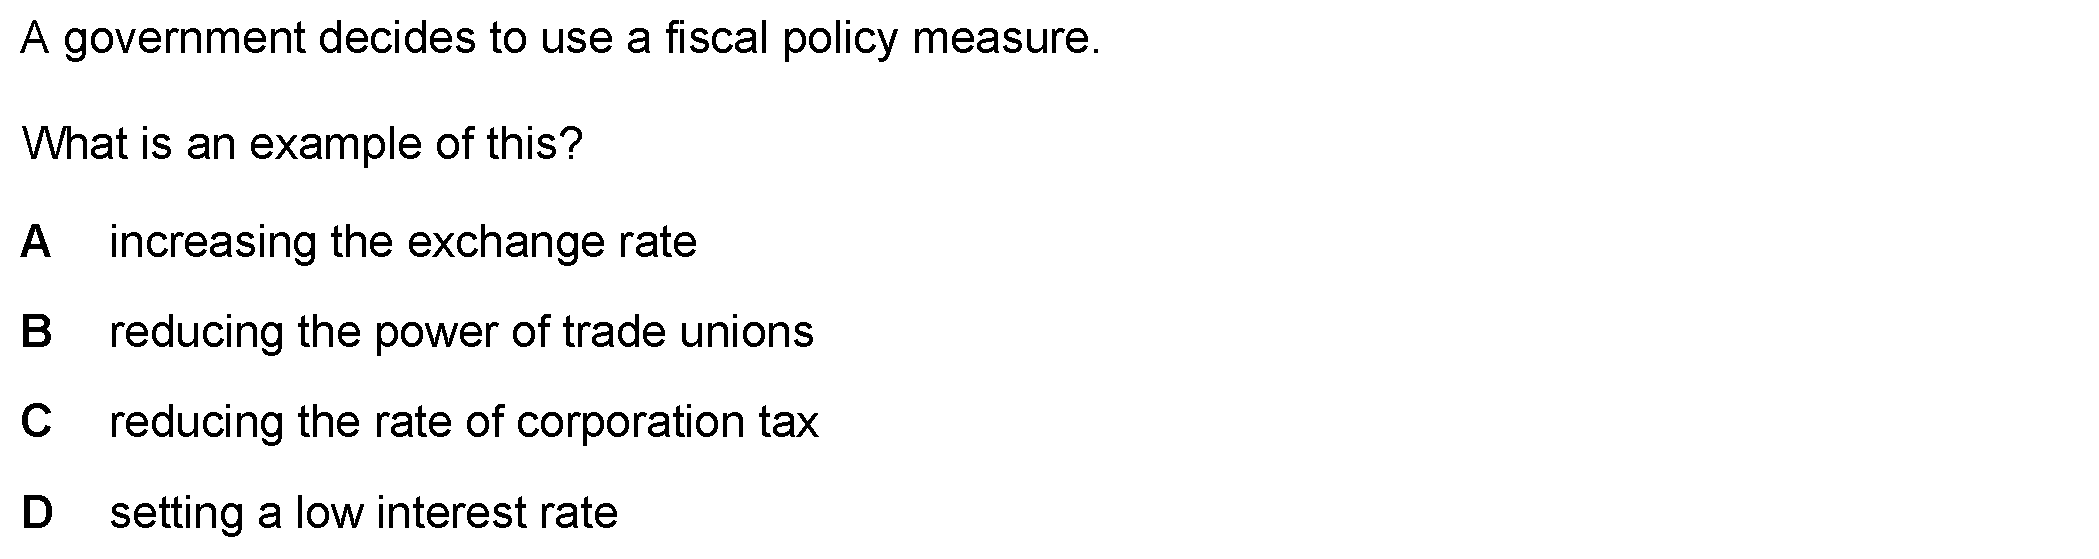 A government decides to use a fiscal policy measure.
What is an example of this?
A increasing the exchange rate
B reducing the power of trade unions
C reducing the rate of corporation tax
D setting a low interest rate